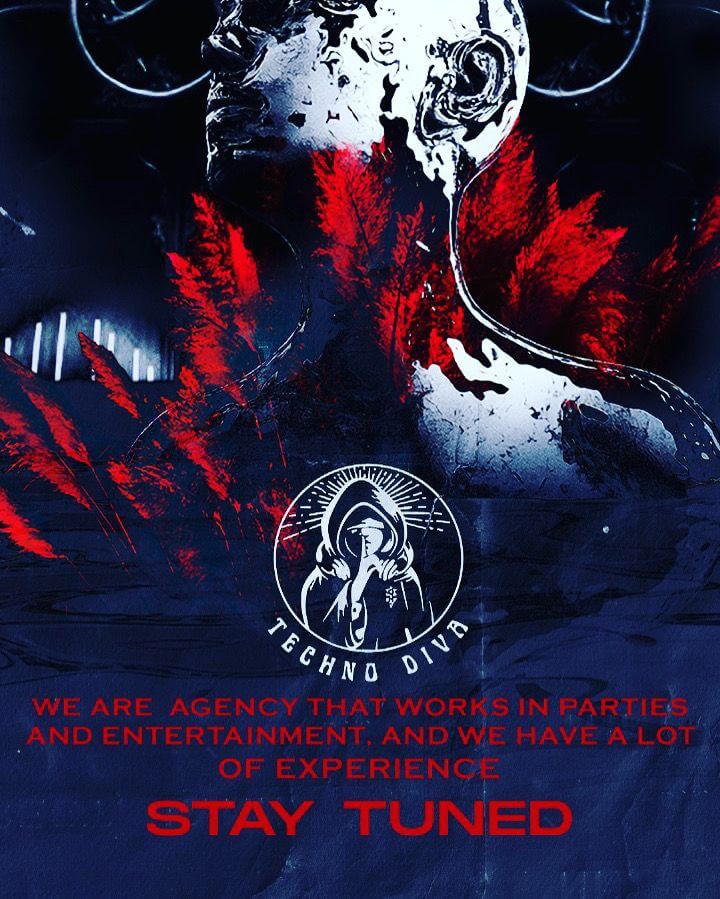 TECHNO DIVA
WE ARE AGENCY THAT WORKS IN PARTIES
AND ENTERTAINMENT, AND WE HAVE A LOT
OF EXPERIENCE
STAY TUNED